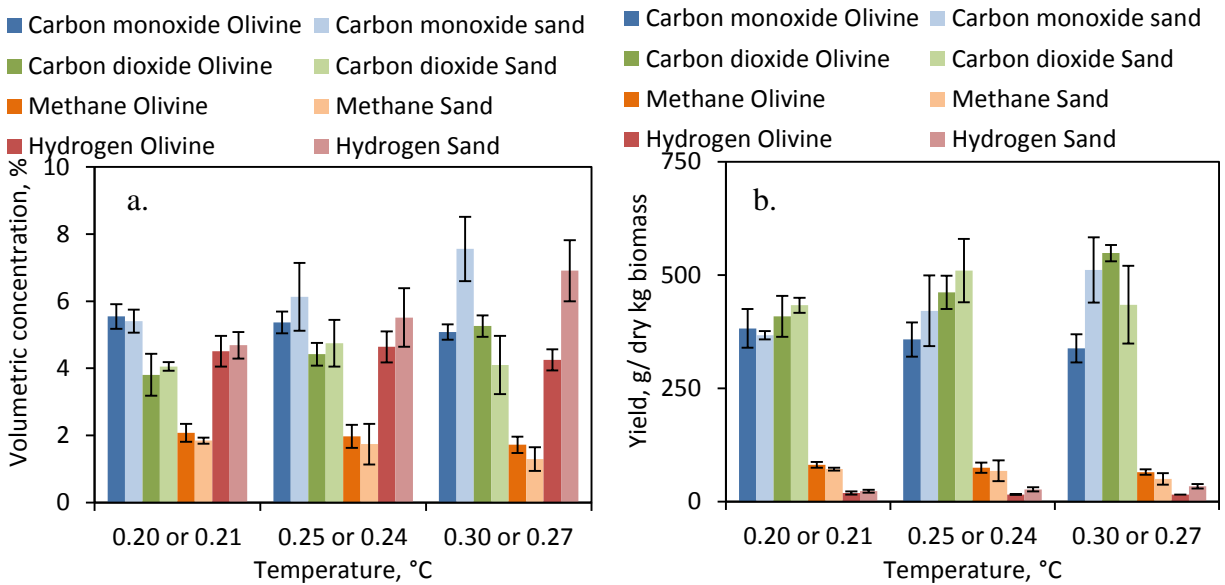 Carbon monoxide Olivine Carbon monoxide sand
Carbon dioxide Olivine Carbon dioxide Sand
Methane Olivine Methane Sand
Hydrogen Olivine Hydrogen Sand
Volumetric concentration, %
10
8
6
4
2
0
a.
0.20 or 0.21 0.25 or 0.24 0.30 or 0.27
Temperature, °C
Carbon monoxide Olivine Carbon monoxide sand
Carbon dioxide Olivine Carbon dioxide Sand
Methane Olivine Methane Sand
Hydrogen Olivine Hydrogen Sand
Yield, g/ dry kg biomass
750
500
250
0
b.
0.20 or 0.21 0.25 or 0.24 0.30 or 0.27
Temperature, °C